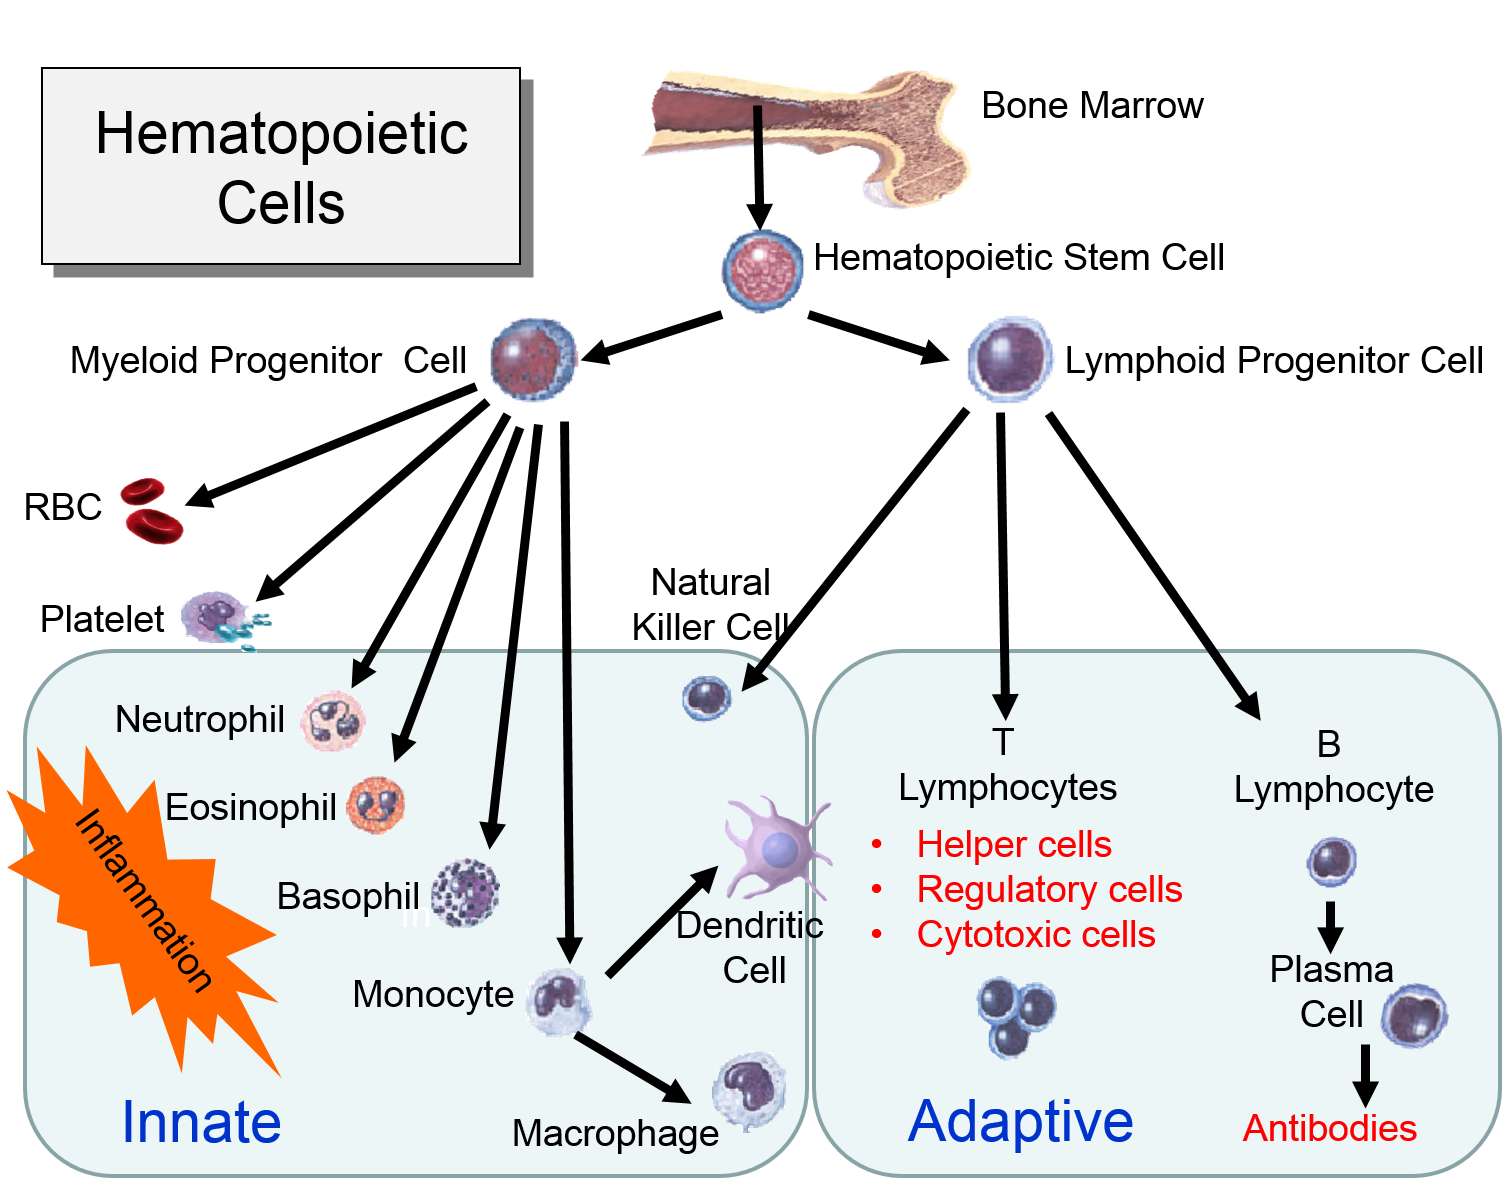 Hematopoietic
Cells
Bone Marrow
Hematopoietic Stem Cell
Myeloid Progenitor Cell
Lymphoid Progenitor Cell
RBC
Platelet
Natural
Killer Cell
Neutrophil
Eosinophil
Basophil
in
Monocyte
Dendritic
Cell
Macrophage
Inflammation
Innate
T
Lymphocytes
• Helper cells
• Regulatory cells
• Cytotoxic cells
B
Lymphocyte
Plasma
Cell
Antibodies
Adaptive